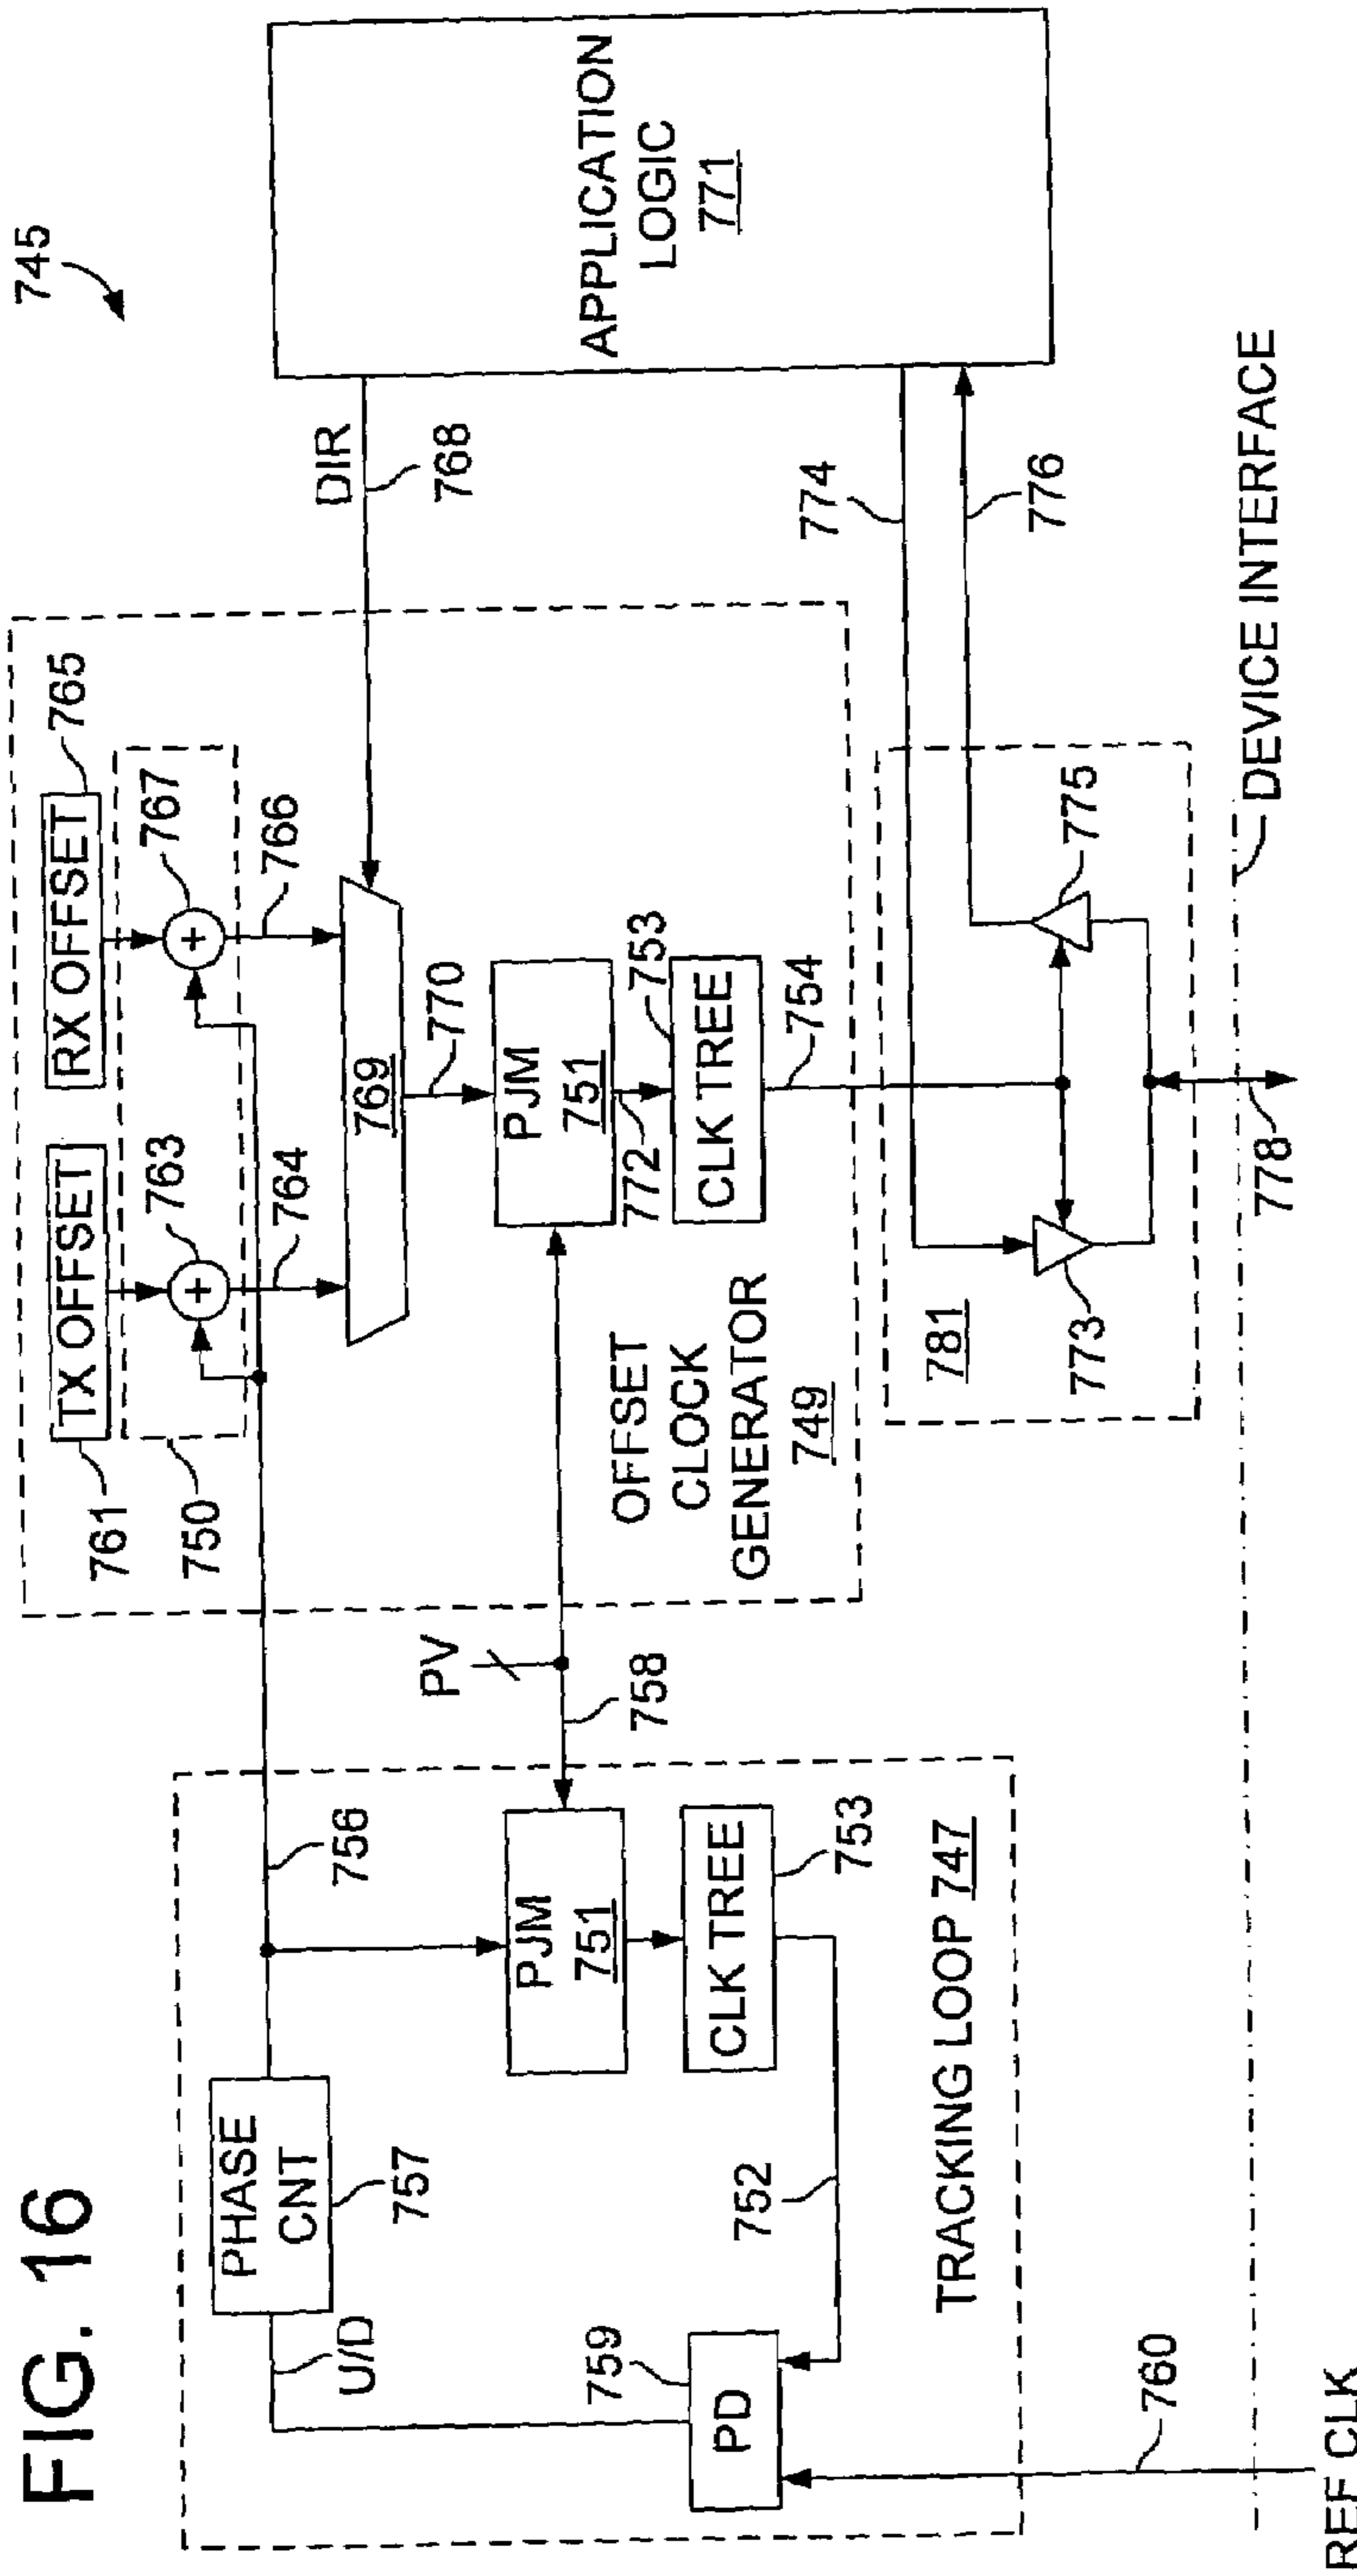 FIG. 16
745
PHASE
CNT
757
U/D
756
PJM
751
CLK TREE
753
752
759
PD
TRACKING LOOP 747
760
REF CLK
PV
758
TX OFFSET
761
750
763
764
RX OFFSET
765
767
766
769
770
PJM
751
772
753
CLK TREE
754
OFFSET
CLOCK
GENERATOR
749
DIR
768
APPLICATION
LOGIC
771
774
776
781
773
775
778
DEVICE INTERFACE